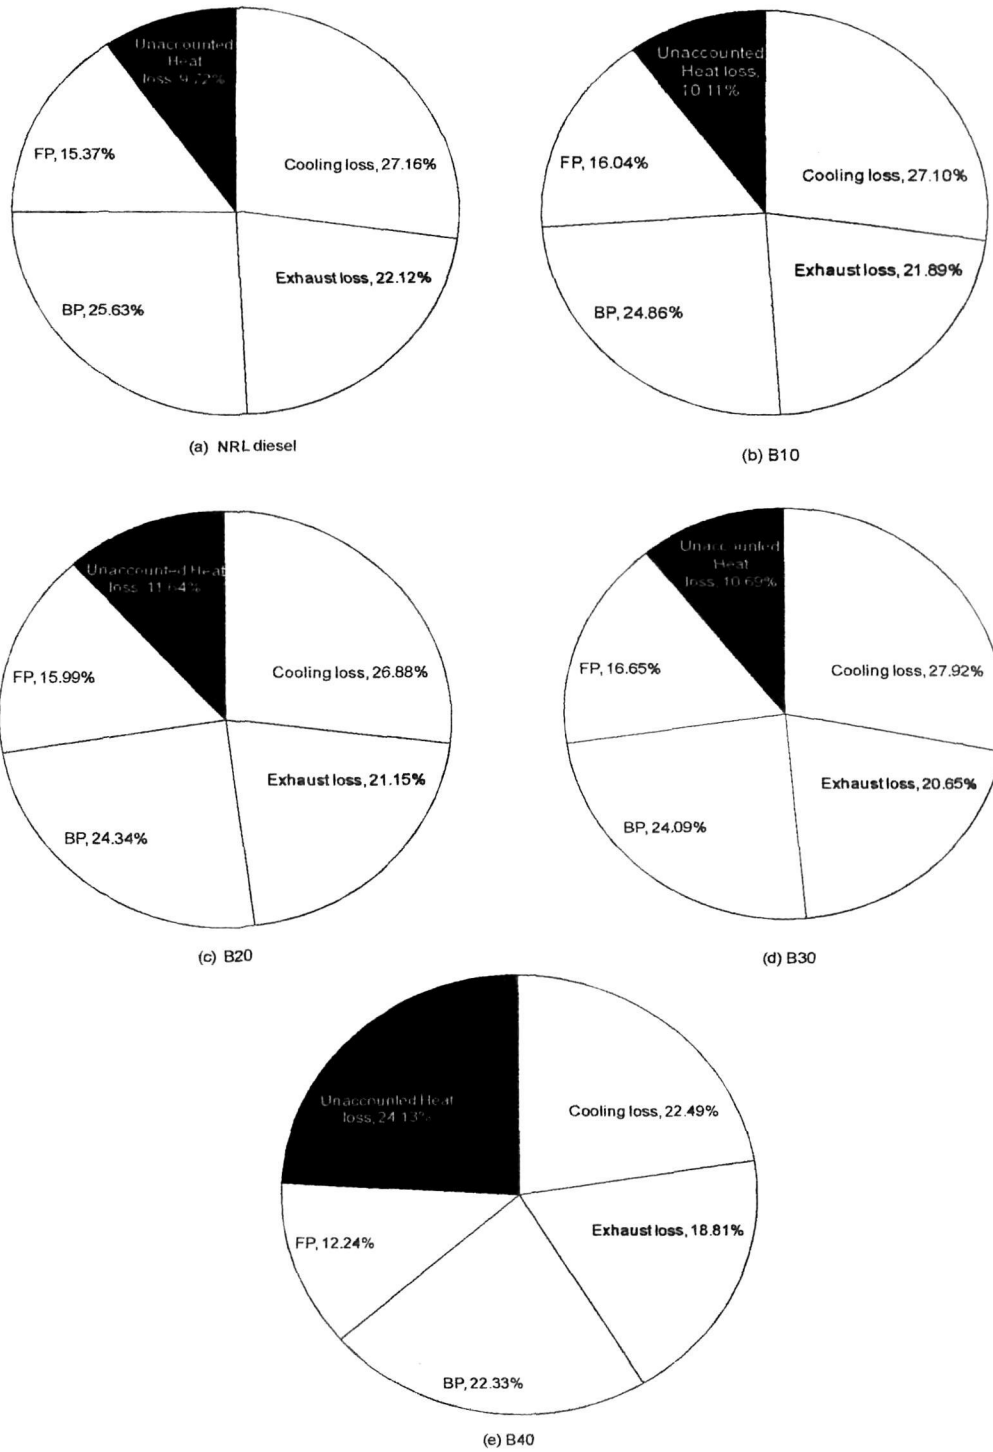 Unaccounted
Heat
loss, 9.72%
FP, 15.37%
Cooling loss, 27.16%
Exhaust loss, 22.12%
BP, 25.63%
(a) NRL diesel
Unaccounted
Heat loss,
10.11%
FP, 16.04%
Cooling loss, 27.10%
Exhaust loss, 21.89%
BP, 24.86%
(b) B10
Unaccounted Heat
loss, 11.64%
FP, 15.99%
Cooling loss, 26.88%
Exhaust loss, 21.15%
BP, 24.34%
(c) B20
Unaccounted
Heat
loss, 10.69%
FP, 16.65%
Cooling loss, 27.92%
Exhaust loss, 20.65%
BP, 24.09%
(d) B30
Unaccounted Heat
loss, 24.13%
Cooling loss, 22.49%
Exhaust loss, 18.81%
FP, 12.24%
BP, 22.33%
(e) B40